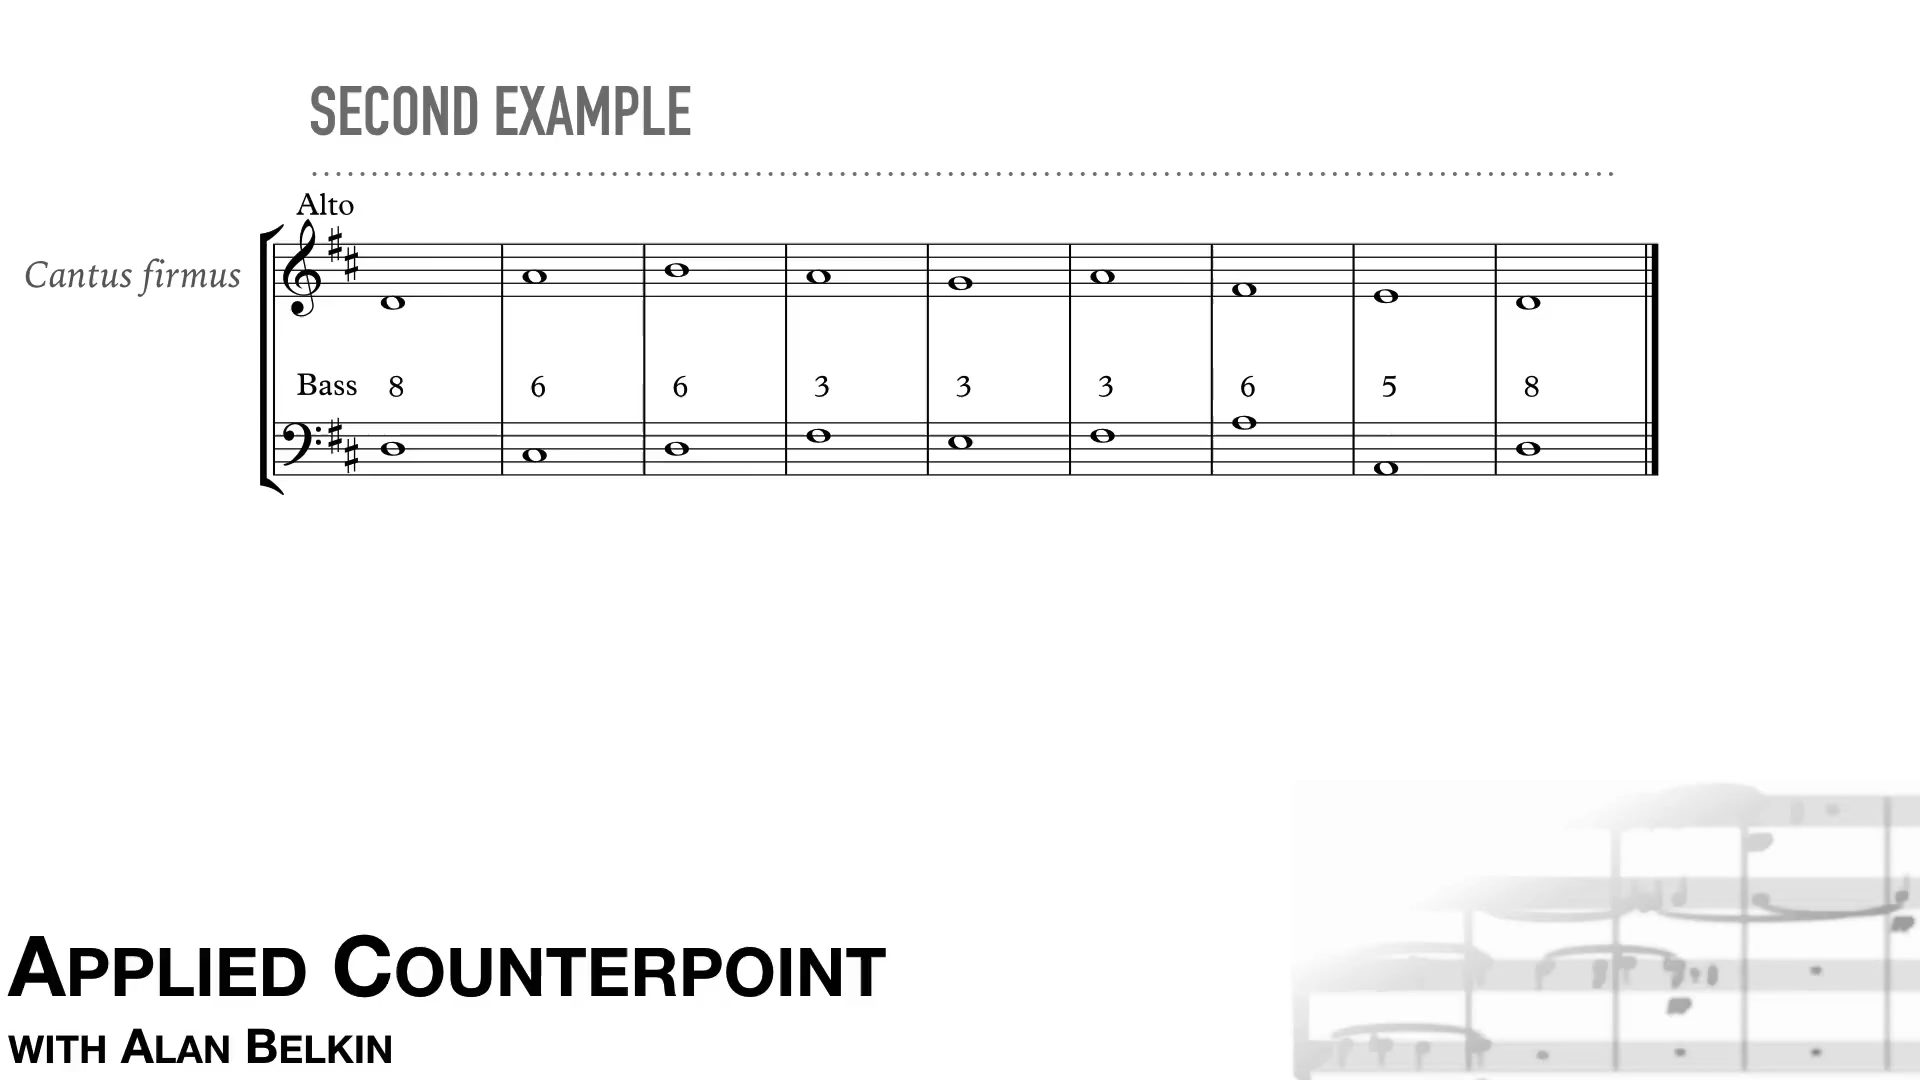 SECOND EXAMPLE
Alto
Cantus firmus
Bass 8 6 6 3 3 3 6 5 8
APPLIED COUNTERPOINT
WITH ALAN BELKIN